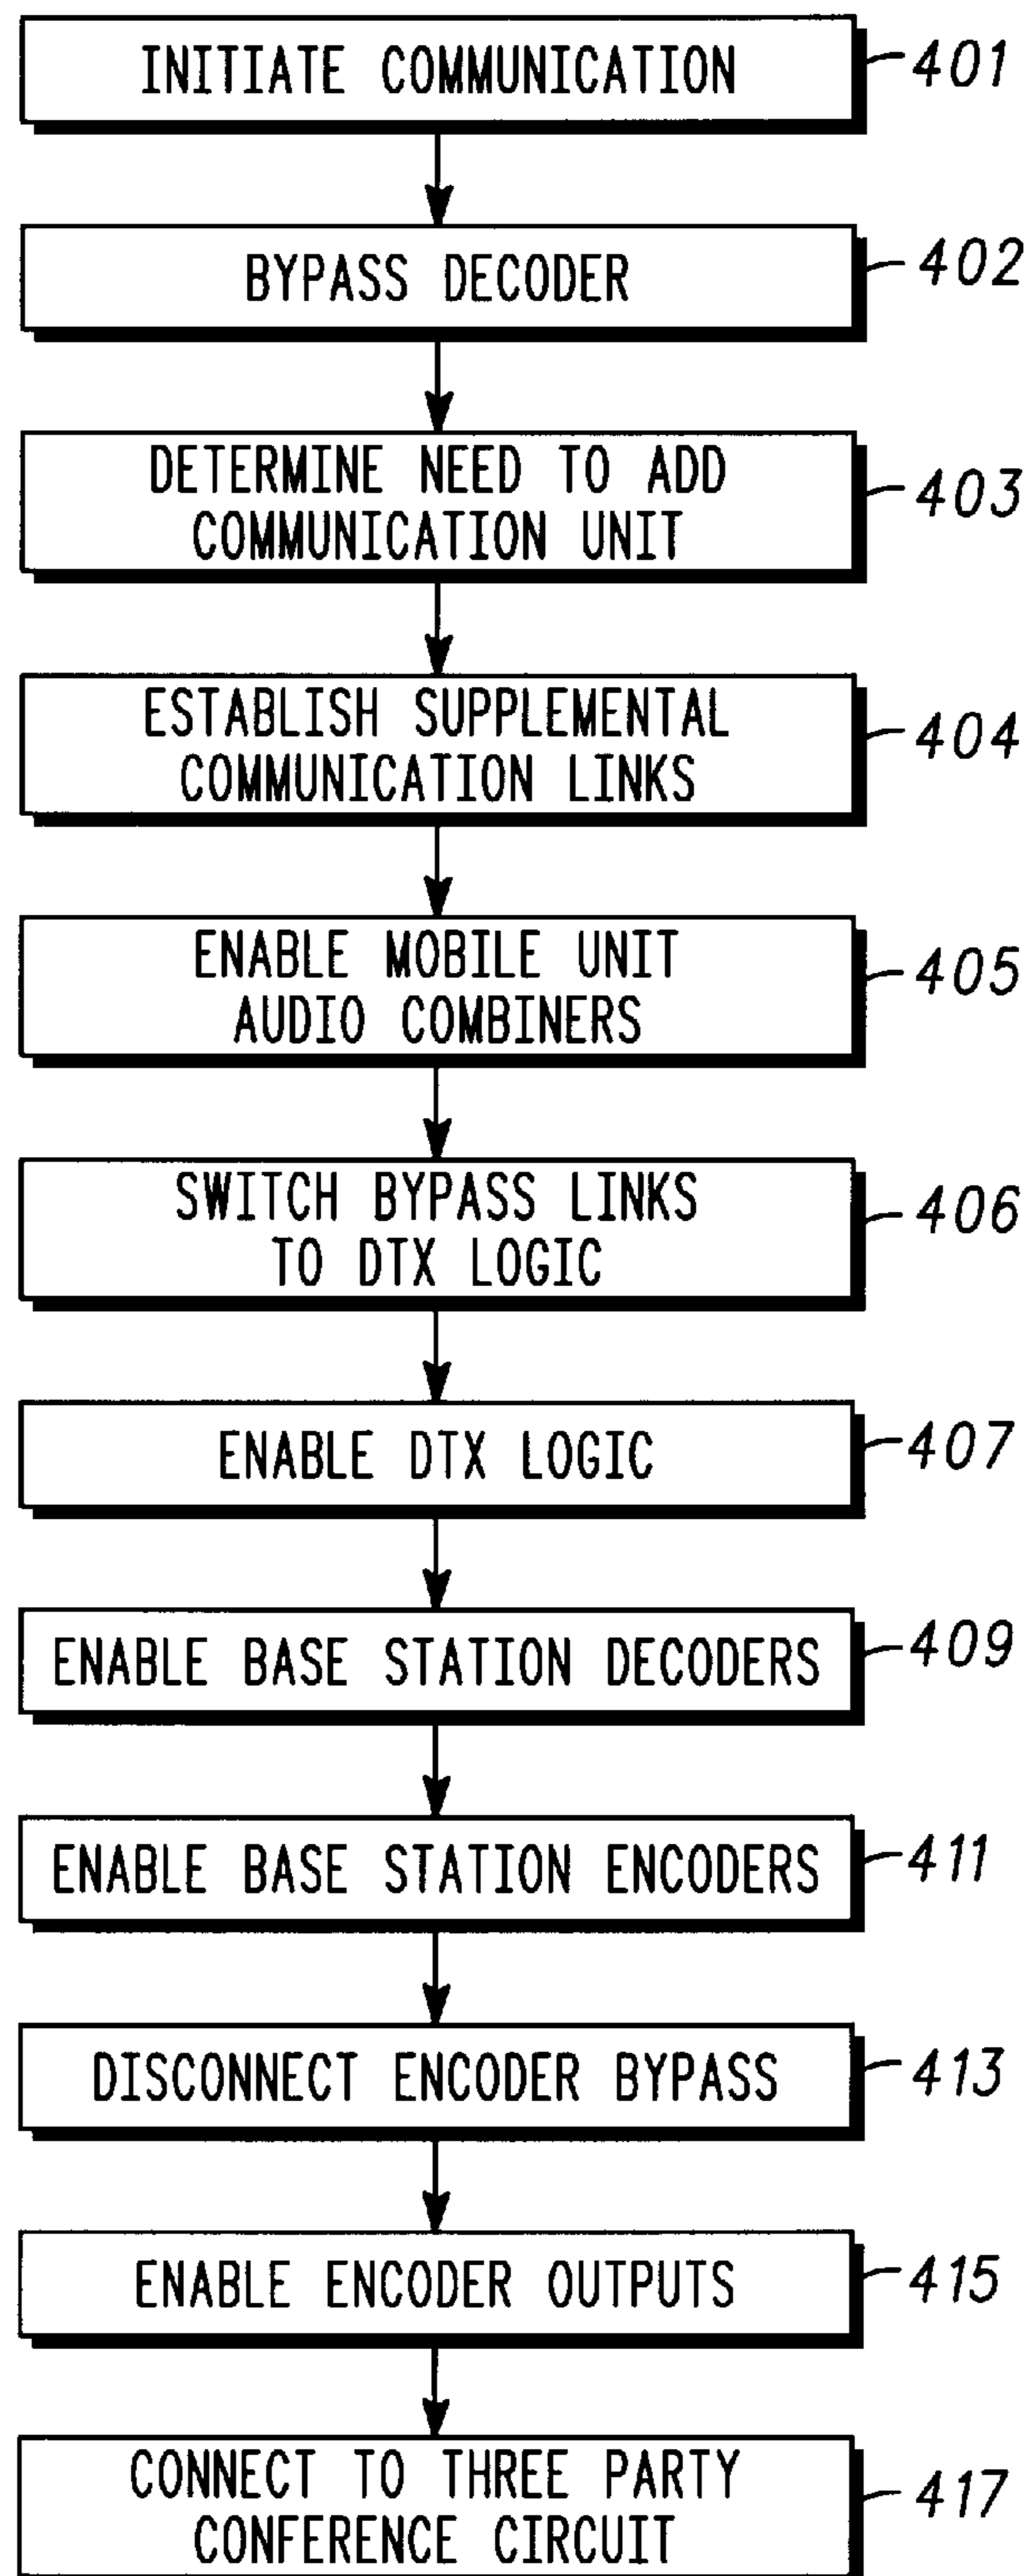 INITIATE COMMUNICATION 401
BYPASS DECODER 402
DETERMINE NEED TO ADD
COMMUNICATION UNIT 403
ESTABLISH SUPPLEMENTAL
COMMUNICATION LINKS 404
ENABLE MOBILE UNIT
AUDIO COMBINERS 405
SWITCH BYPASS LINKS
TO DTX LOGIC 406
ENABLE DTX LOGIC 407
ENABLE BASE STATION DECODERS 409
ENABLE BASE STATION ENCODERS 411
DISCONNECT ENCODER BYPASS 413
ENABLE ENCODER OUTPUTS 415
CONNECT TO THREE PARTY
CONFERENCE CIRCUIT 417